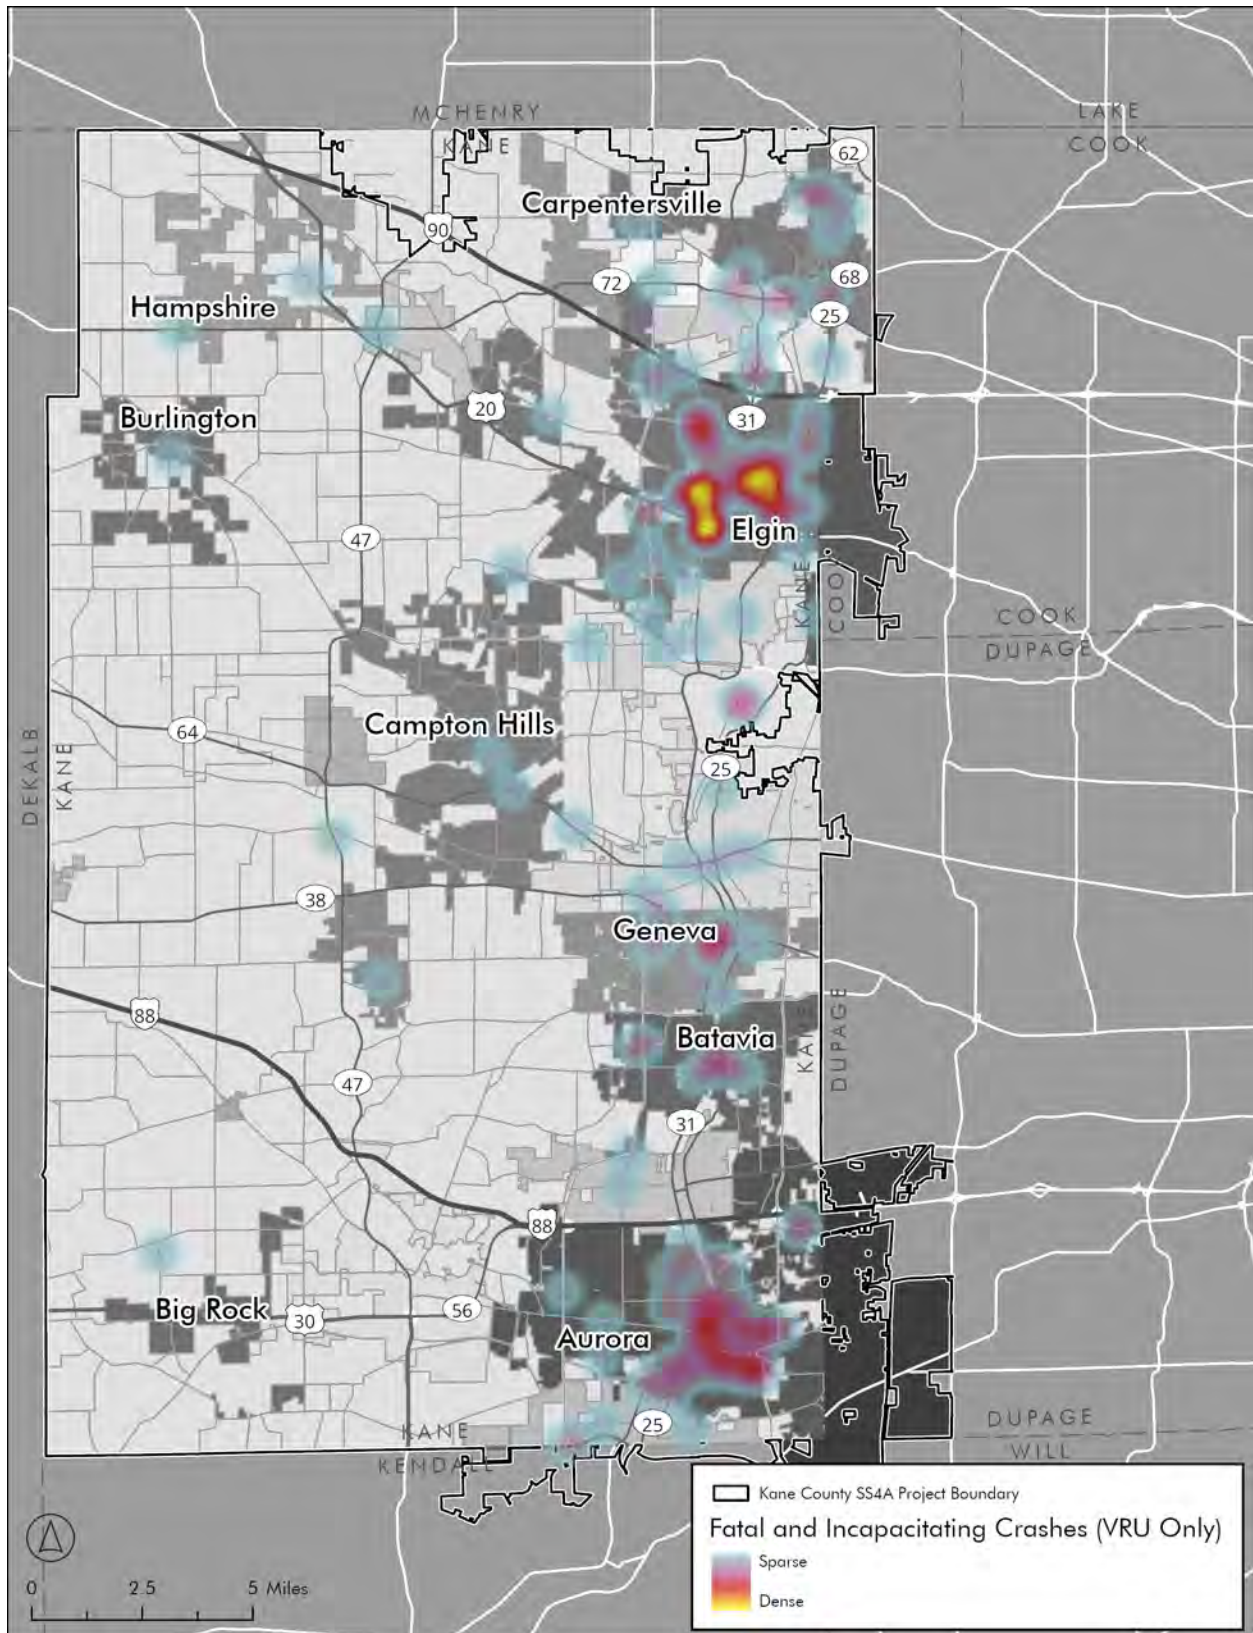 MCHENRY
KANE
LAKE
COOK
62
Carpentersville
90
72
68
Hampshire
25
20
31
Burlington
Elgin
47
KANE
COOK
COOK
DUPAGE
Campton Hills
64
DEKALB
KANE
25
38
Geneva
88
Batavia
KANE
DUPAGE
47
31
88
Big Rock
30
56
Aurora
25
KANE
KENDALL
DUPAGE
WILL
Kane County SS4A Project Boundary
Fatal and Incapacitating Crashes (VRU Only)
Sparse
Dense
0 2.5 5 Miles